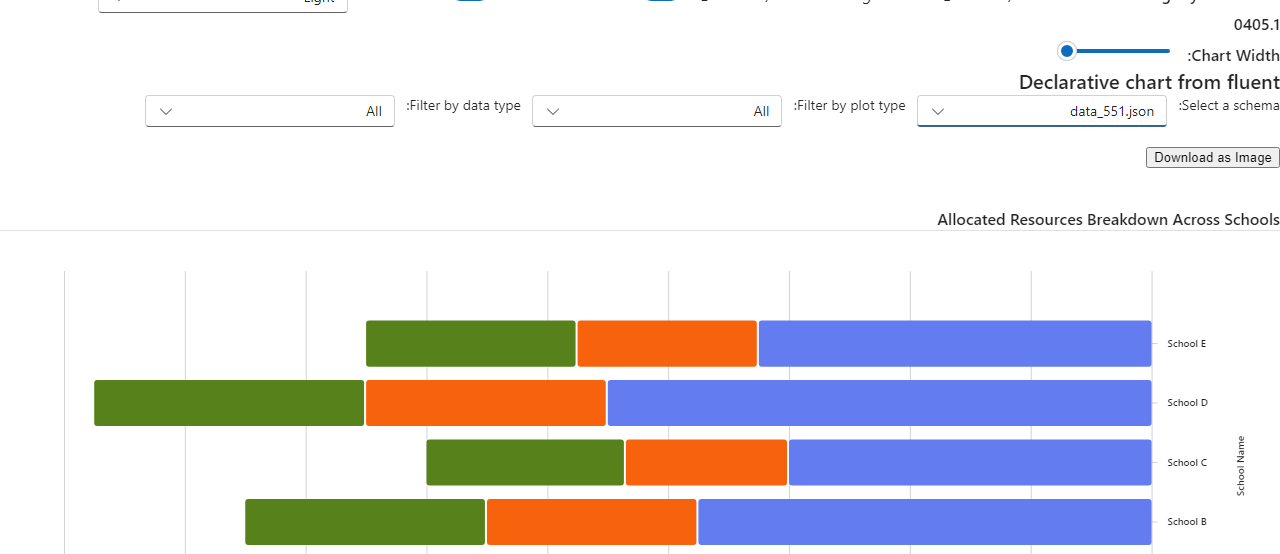 Light
0405.1
:Chart Width
Declarative chart from fluent
:Select a schema
data_551.json
:Filter by plot type
All
:Filter by data type
All
Download as Image
Allocated Resources Breakdown Across Schools
School E
School D
School C
School B
School Name